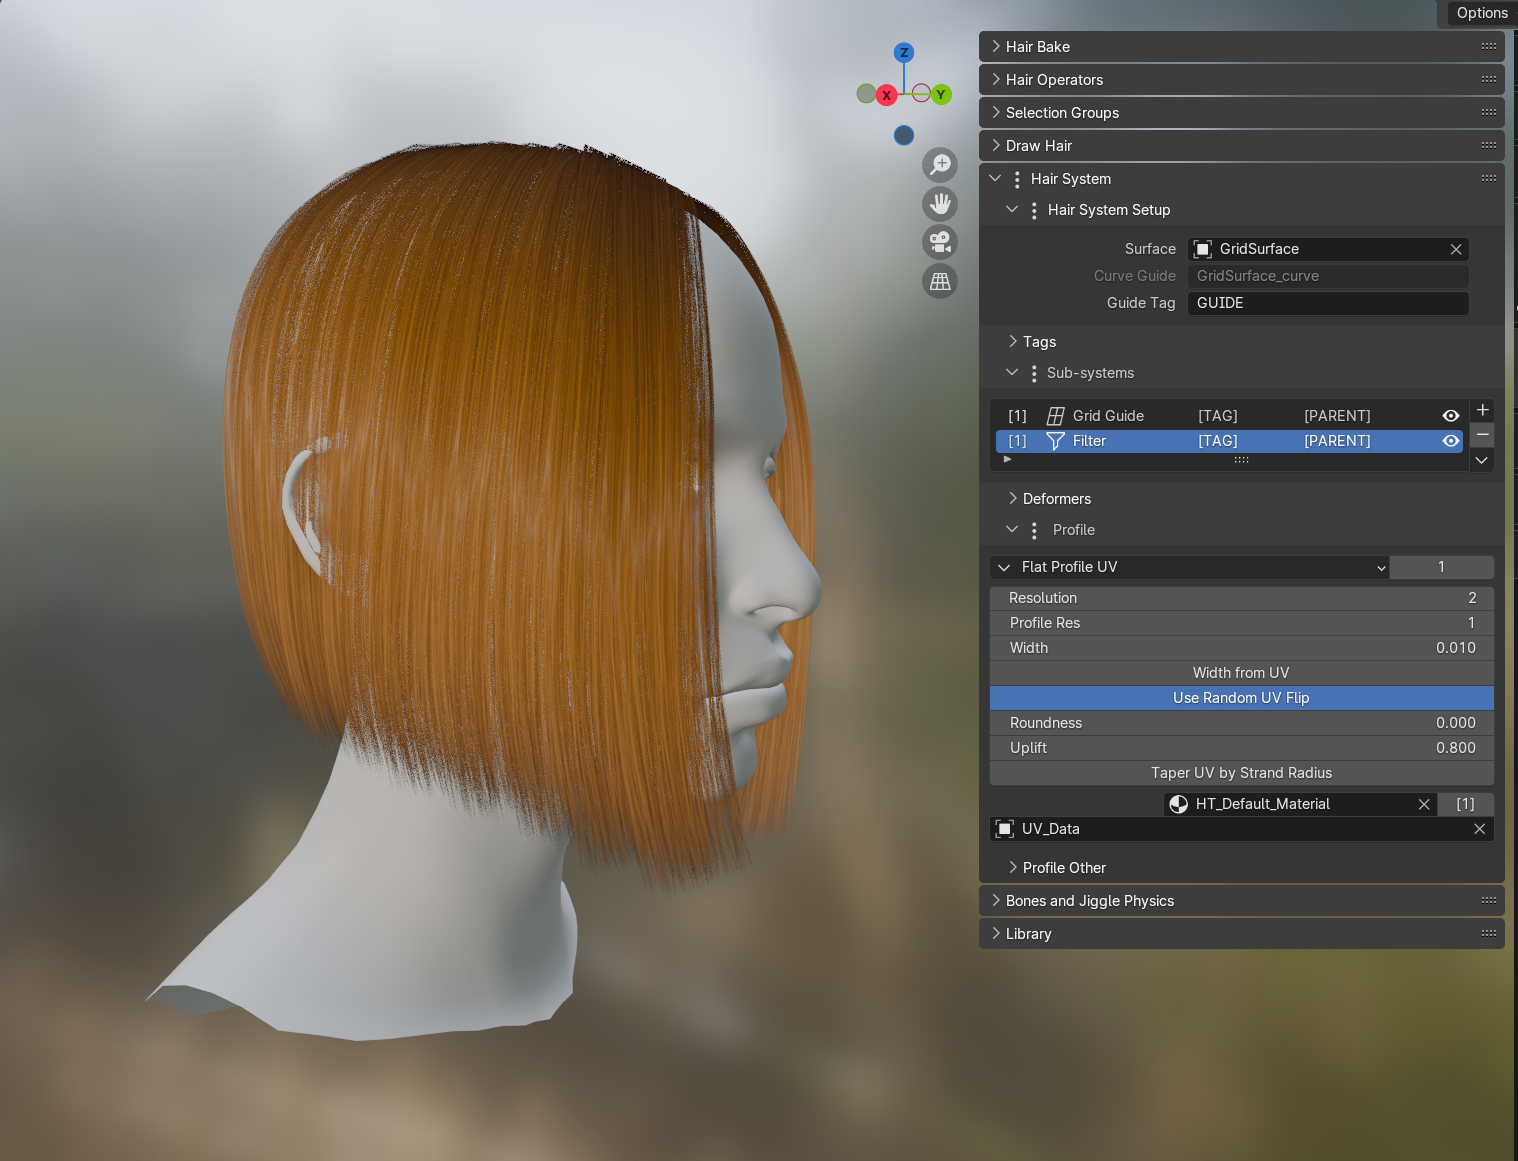 Options
Z
X
Y
Hair Bake
Hair Operators
Selection Groups
Draw Hair
Hair System
Hair System Setup
Surface GridSurface
Curve Guide GridSurface_curve
Guide Tag GUIDE
Tags
Sub-systems
[1] Grid Guide [TAG] [PARENT]
[1] Filter [TAG] [PARENT]
Deformers
Profile
Flat Profile UV 1
Resolution 2
Profile Res 1
Width 0.010
Width from UV
Use Random UV Flip
Roundness 0.000
Uplift 0.800
Taper UV by Strand Radius
HT_Default_Material [1]
UV_Data
Profile Other
Bones and Jiggle Physics
Library